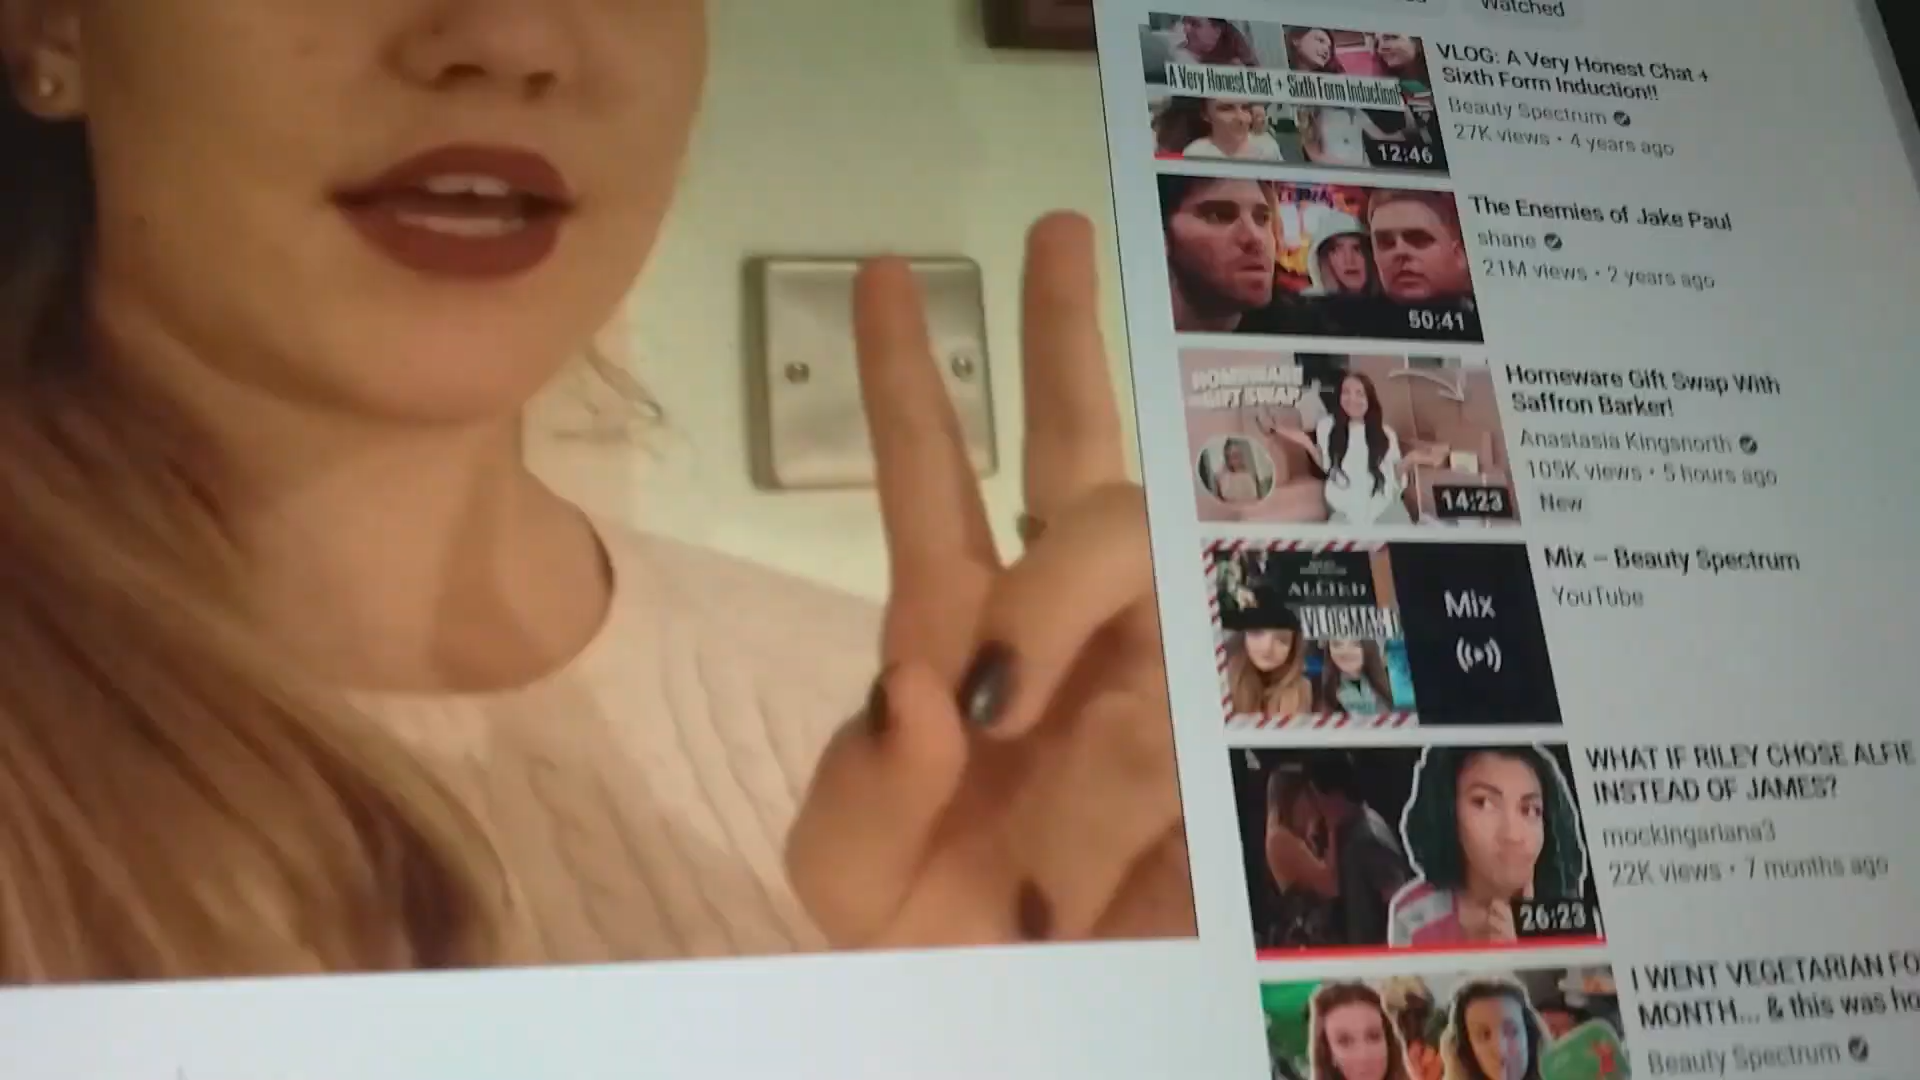 Watched
A Very Honest Chat + Sixth Form Induction!
12:46
VLOG: A Very Honest Chat +
Sixth Form Induction!!
Beauty Spectrum
27K views • 4 years ago
50:41
The Enemies of Jake Paul
shane
21M views • 2 years ago
HOMEWARE
GIFT SWAP
14:23
Homeware Gift Swap With
Saffron Barker!
Anastasia Kingsnorth
105K views • 5 hours ago
New
ALLIED
VLOGMAS
Mix
Mix – Beauty Spectrum
YouTube
26:23
WHAT IF RILEY CHOSE ALFIE
INSTEAD OF JAMES?
mockingariana3
22K views • 7 months ago
I WENT VEGETARIAN FO
MONTH... & this was ho
Beauty Spectrum